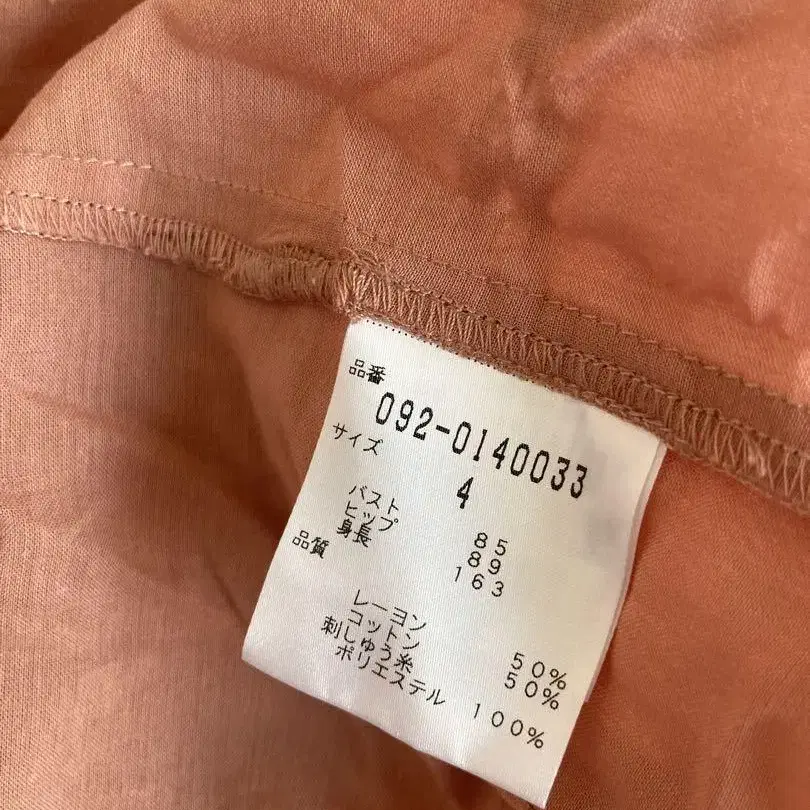 品番
092-0140033
サイズ
4
バスト 85
ヒップ 89
身長 163
品質
レーヨン 50%
コットン 50%
刺しゅう糸
ポリエステル 100%